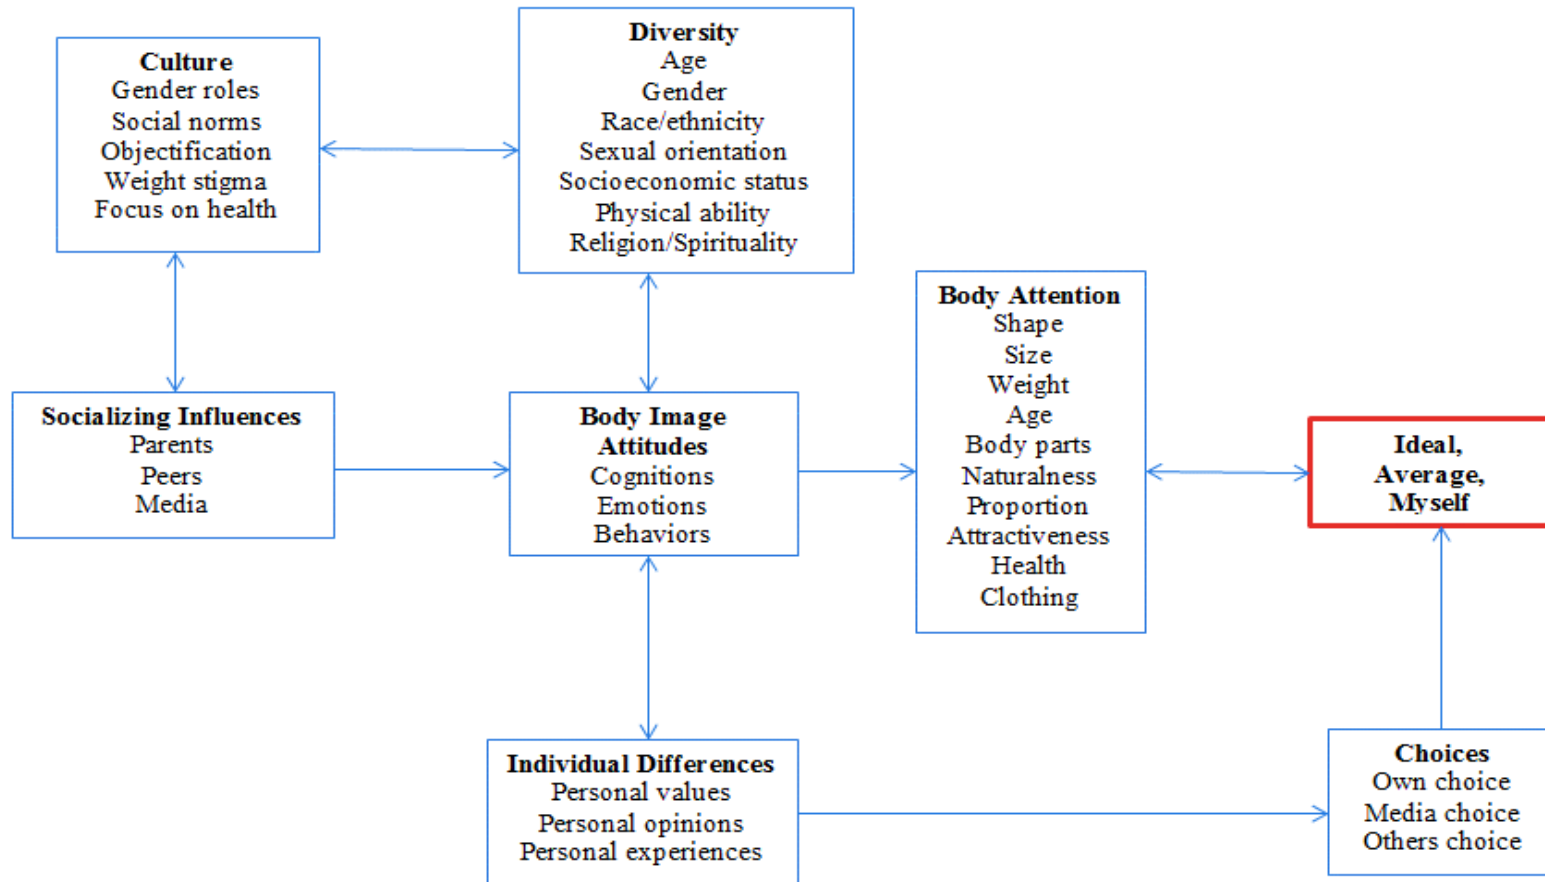 Culture
Gender roles
Social norms
Objectification
Weight stigma
Focus on health
Diversity
Age
Gender
Race/ethnicity
Sexual orientation
Socioeconomic status
Physical ability
Religion/Spirituality
Socializing Influences
Parents
Peers
Media
Body Image
Attitudes
Cognitions
Emotions
Behaviors
Body Attention
Shape
Size
Weight
Age
Body parts
Naturalness
Proportion
Attractiveness
Health
Clothing
Ideal,
Average,
Myself
Individual Differences
Personal values
Personal opinions
Personal experiences
Choices
Own choice
Media choice
Others choice